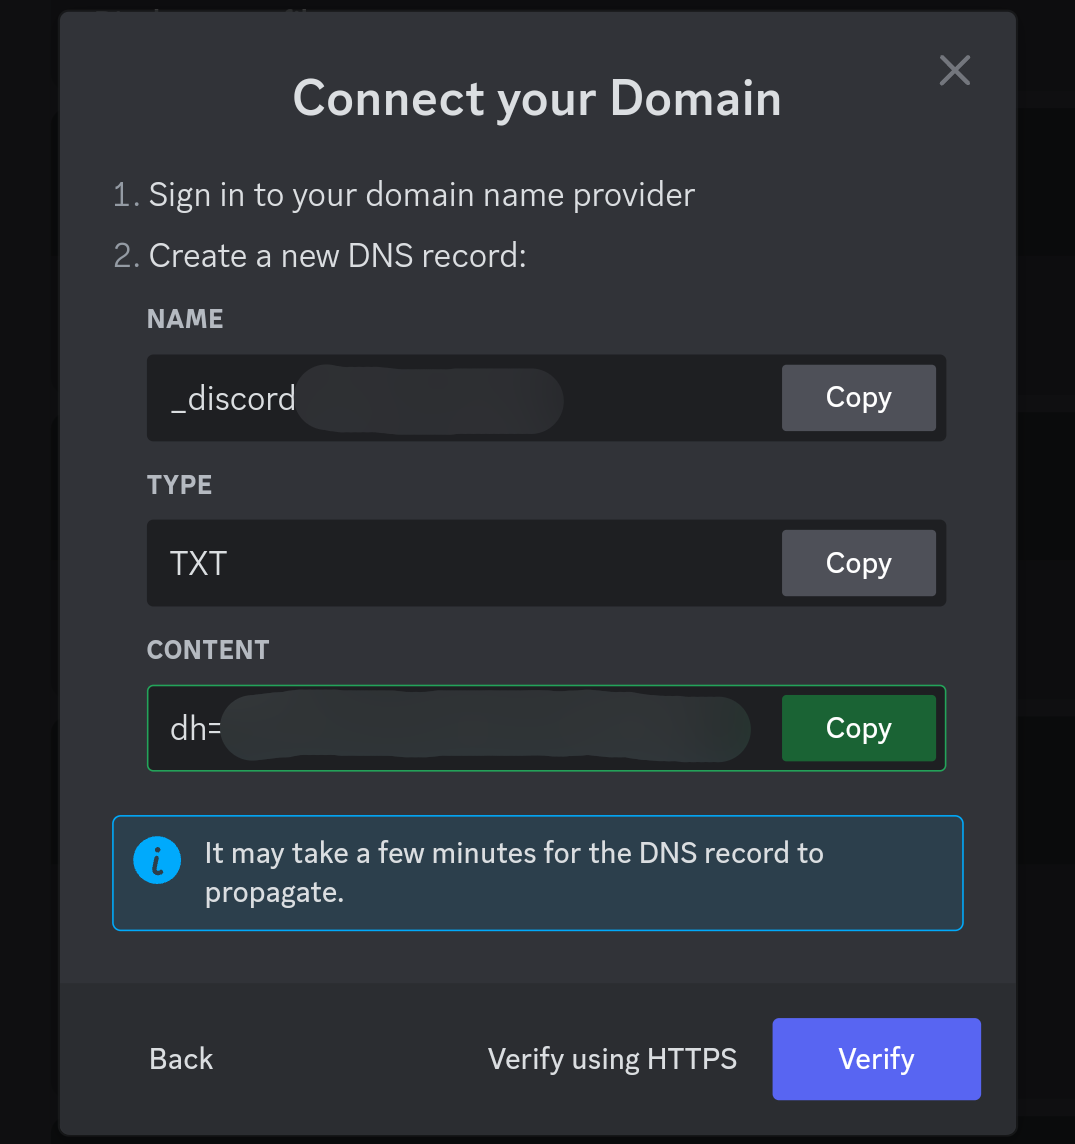 Connect your Domain
1. Sign in to your domain name provider
2. Create a new DNS record:
NAME
_discord
Copy
TYPE
TXT
Copy
CONTENT
dh=
Copy
It may take a few minutes for the DNS record to
propagate.
Back
Verify using HTTPS
Verify